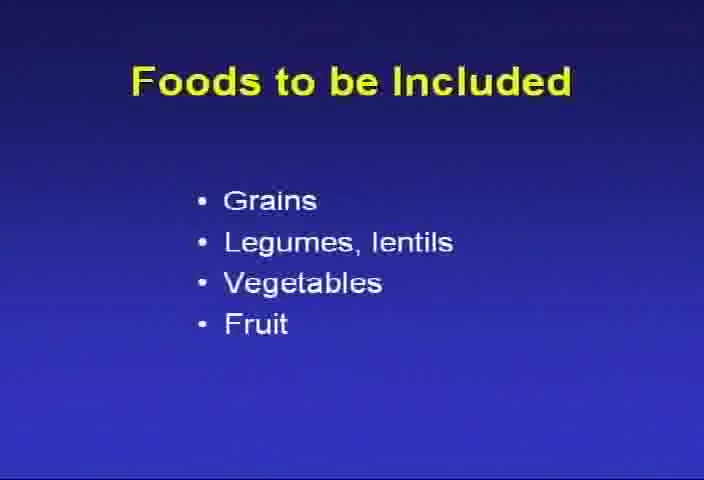 Foods to be Included
• Grains
• Legumes, lentils
• Vegetables
• Fruit